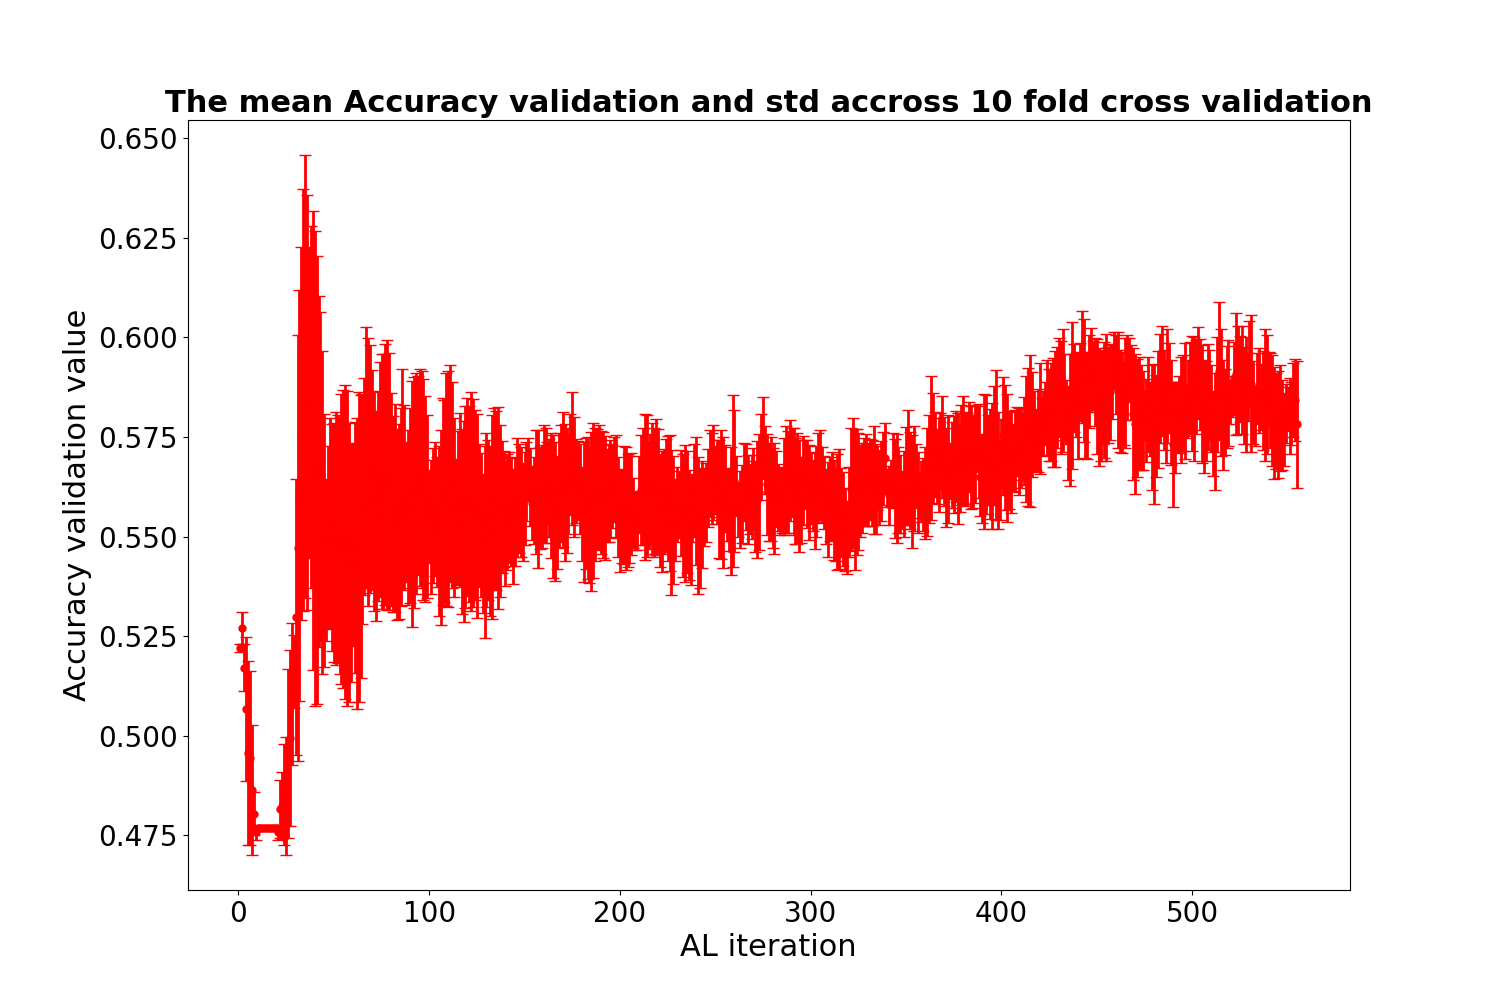 The mean Accuracy validation and std accross 10 fold cross validation
0.650
0.625
0.600
0.575
0.550
0.525
0.500
0.475
Accuracy validation value
0 100 200 300 400 500
AL iteration